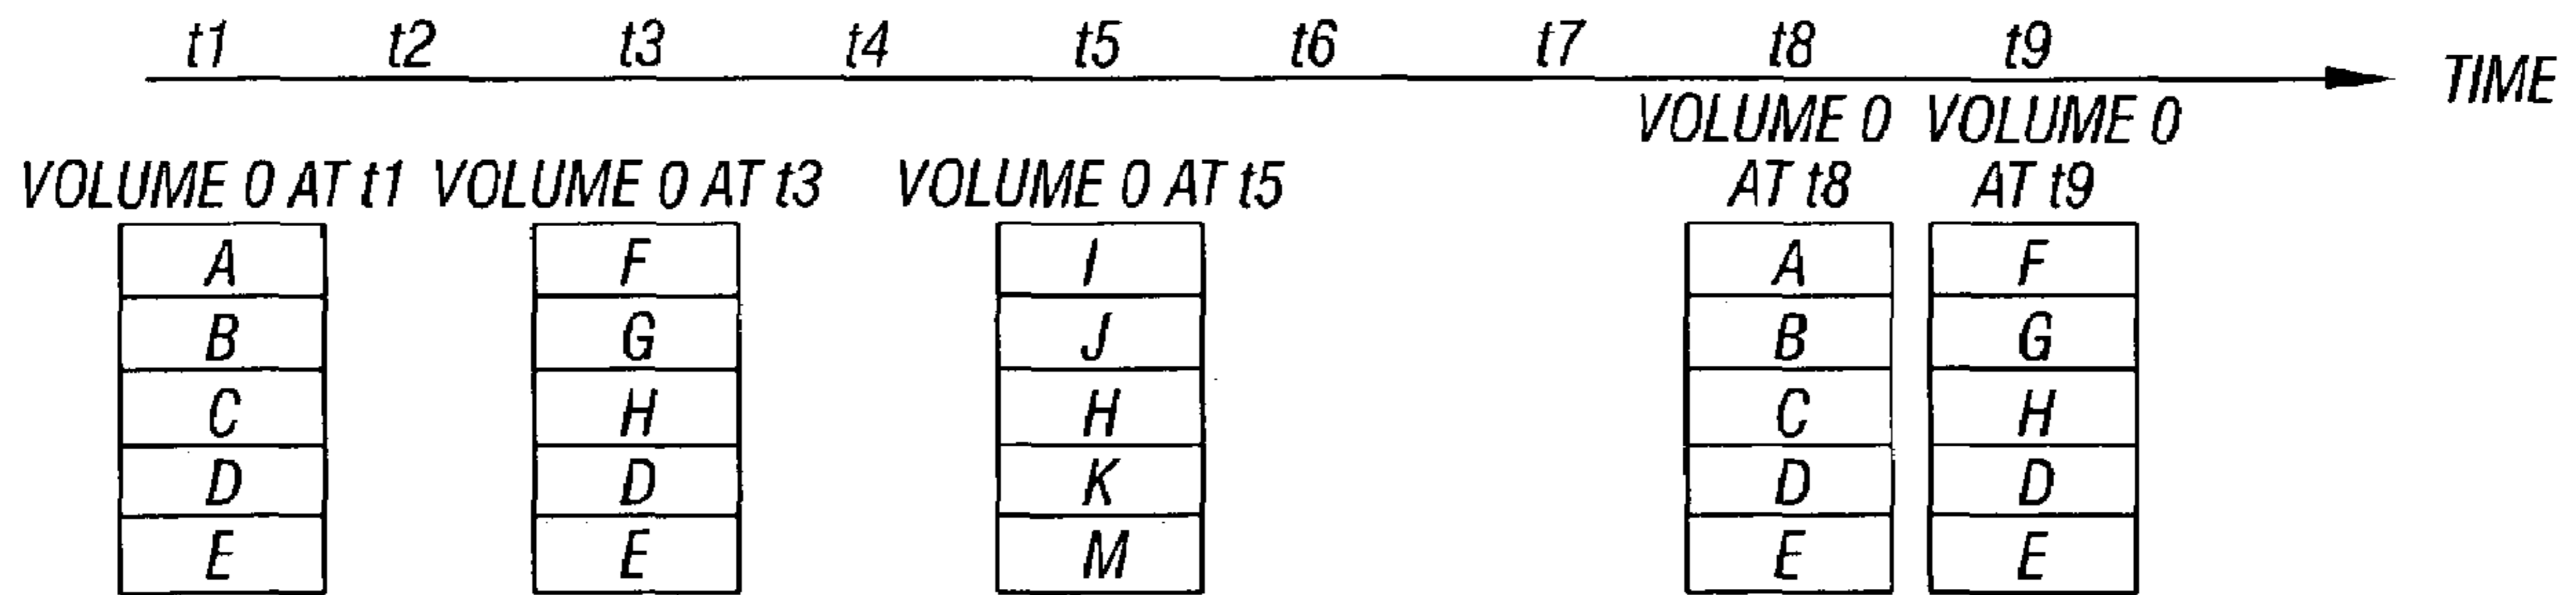 t1 t2 t3 t4 t5 t6 t7 t8 t9
TIME
VOLUME 0 AT t1
A
B
C
D
E
VOLUME 0 AT t3
F
G
H
D
E
VOLUME 0 AT t5
I
J
H
K
M
VOLUME 0
AT t8
A
B
C
D
E
VOLUME 0
AT t9
F
G
H
D
E